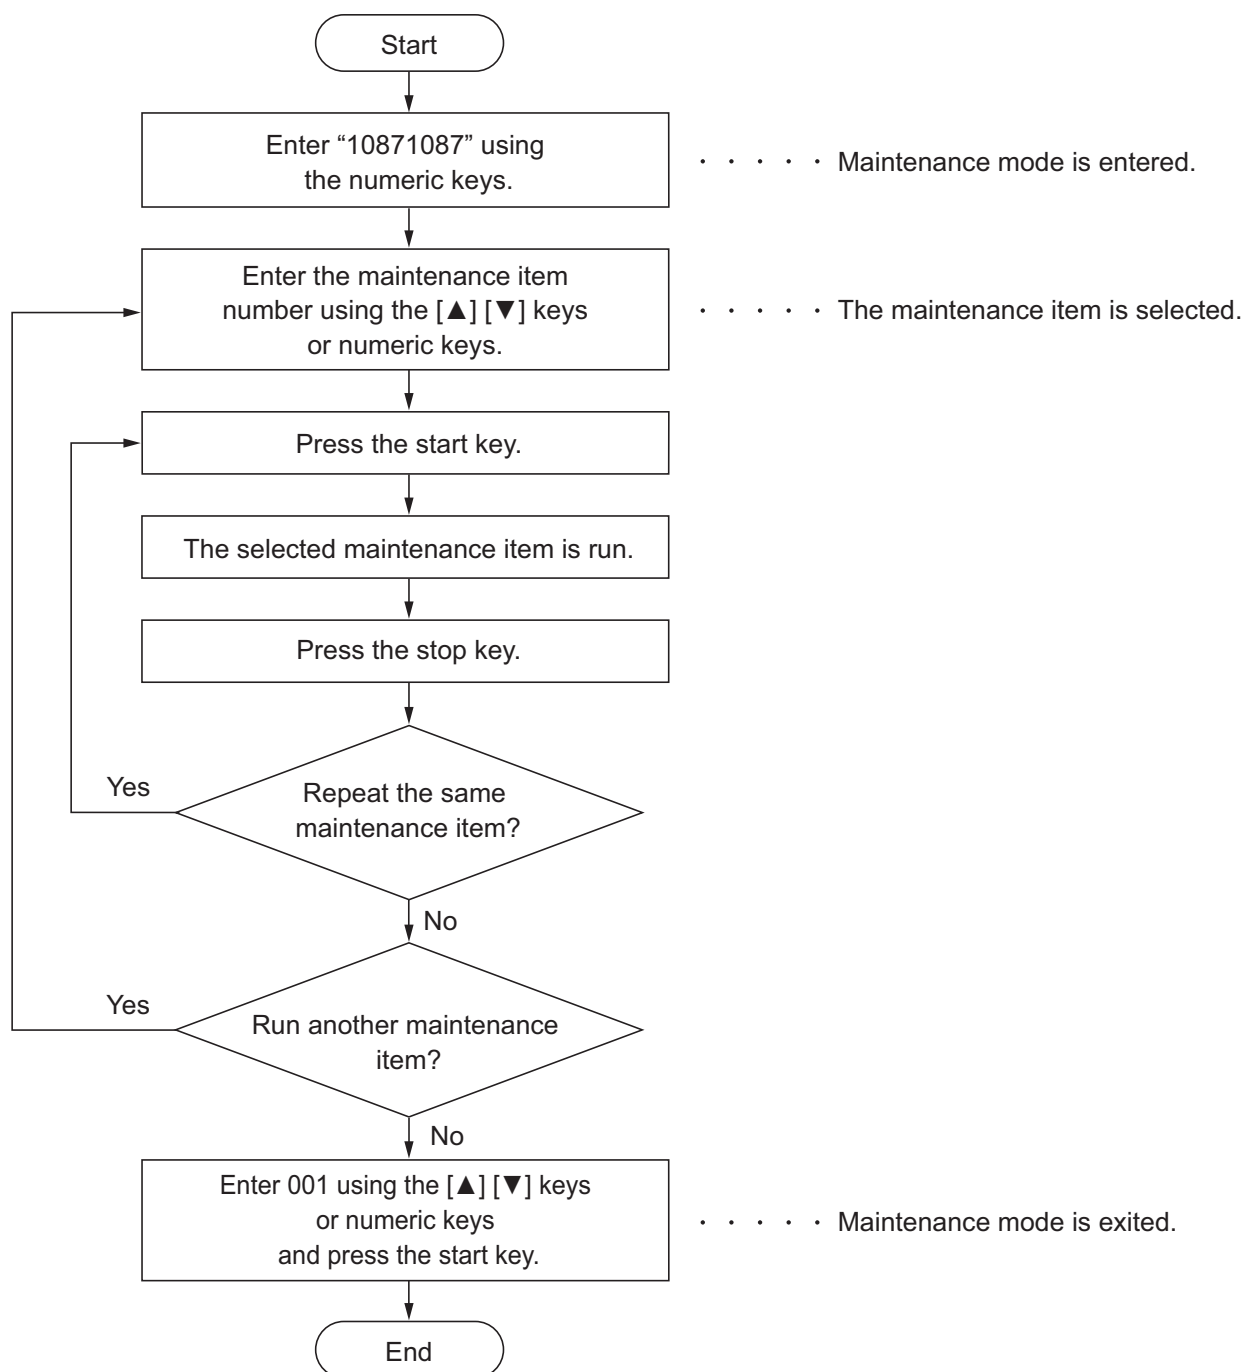 Start
Enter “10871087” using
the numeric keys.
· · · · · Maintenance mode is entered.
Enter the maintenance item
number using the [▲] [▼] keys
or numeric keys.
· · · · · The maintenance item is selected.
Press the start key.
The selected maintenance item is run.
Press the stop key.
Yes
Repeat the same
maintenance item?
No
Yes
Run another maintenance
item?
No
Enter 001 using the [▲] [▼] keys
or numeric keys
and press the start key.
· · · · · Maintenance mode is exited.
End